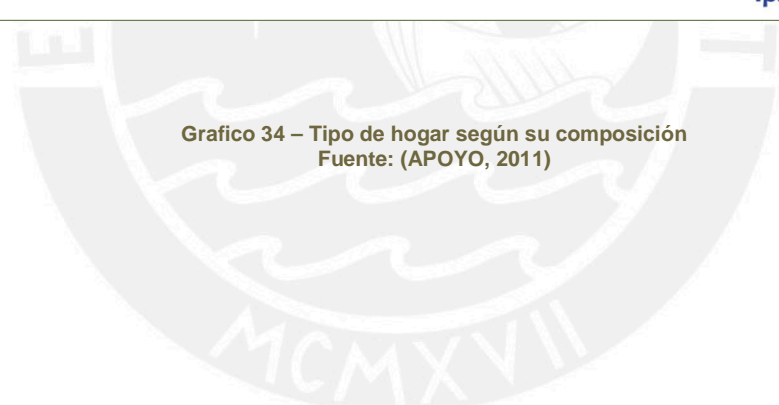 Grafico 34 – Tipo de hogar según su composición
Fuente: (APOYO, 2011)
E
T
MCMXVII